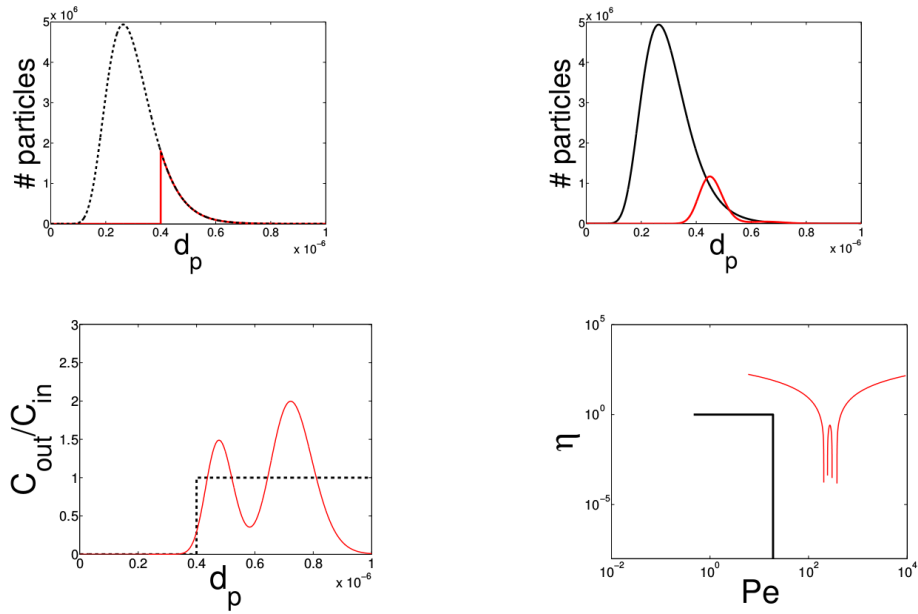 x 10^6
5
4
3
2
1
0
# particles
0 0.2 0.4 0.6 0.8 1
x 10^-6
d_p
x 10^6
5
4
3
2
1
0
# particles
0 0.2 0.4 0.6 0.8 1
x 10^-6
d_p
3
2.5
2
1.5
1
0.5
0
C_out/C_in
0 0.2 0.4 0.6 0.8 1
x 10^-6
d_p
10^5
10^0
10^-5
η
10^-2 10^0 10^2 10^4
Pe